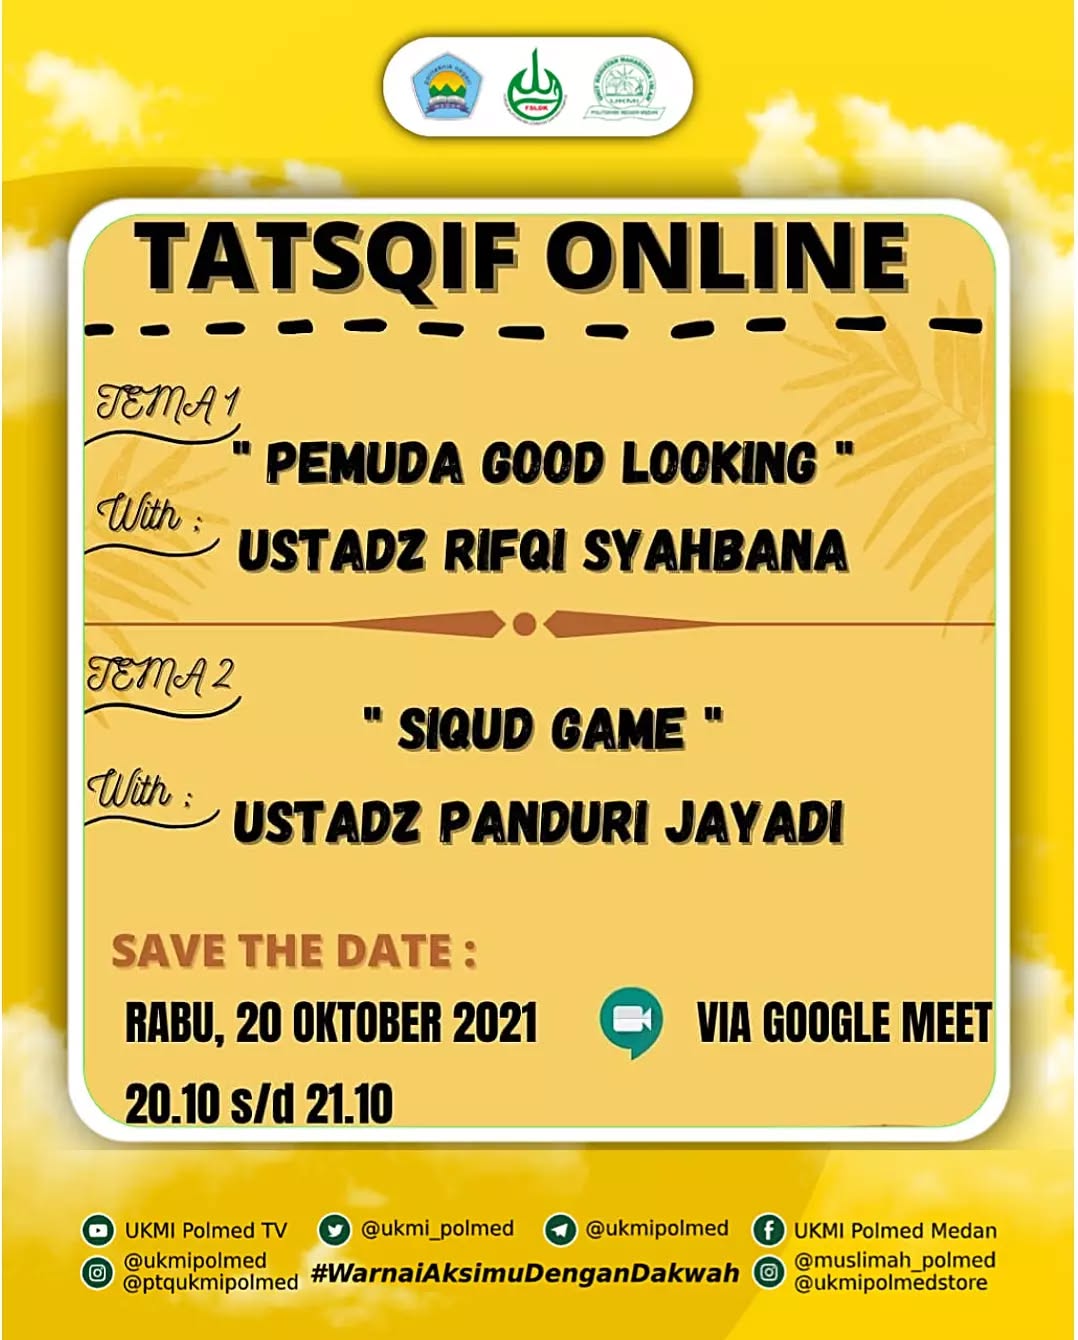 FSLDK
TATSQIF ONLINE
TEMA 1
" PEMUDA GOOD LOOKING "
With ;
USTADZ RIFQI SYAHBANA
TEMA 2
" SIQUD GAME "
With ;
USTADZ PANDURI JAYADI
SAVE THE DATE :
RABU, 20 OKTOBER 2021
VIA GOOGLE MEET
20.10 s/d 21.10
UKMI Polmed TV
@ukmi_polmed
@ukmipolmed
UKMI Polmed Medan
@ukmipolmed
@ptqukmipolmed
#WarnaiAksimuDenganDakwah
@muslimah_polmed
@ukmipolmedstore